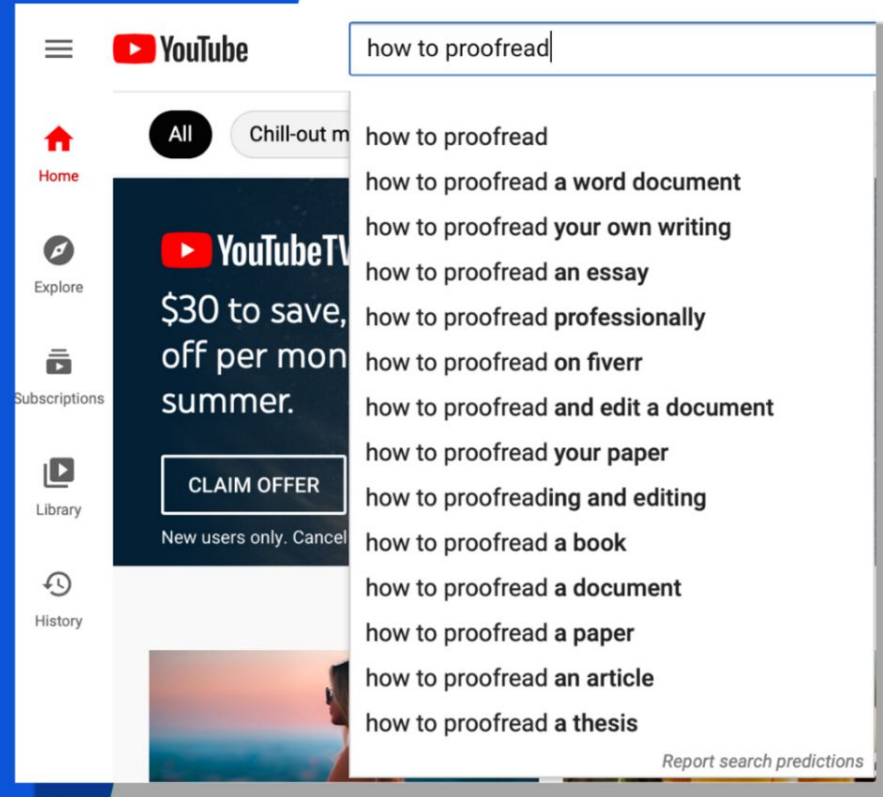 YouTube
how to proofread
All
Chill-out m
Home
Explore
Subscriptions
Library
History
YouTubeTV
$30 to save,
off per mon
summer.
CLAIM OFFER
New users only. Cancel
how to proofread
how to proofread a word document
how to proofread your own writing
how to proofread an essay
how to proofread professionally
how to proofread on fiverr
how to proofread and edit a document
how to proofread your paper
how to proofreading and editing
how to proofread a book
how to proofread a document
how to proofread a paper
how to proofread an article
how to proofread a thesis
Report search predictions